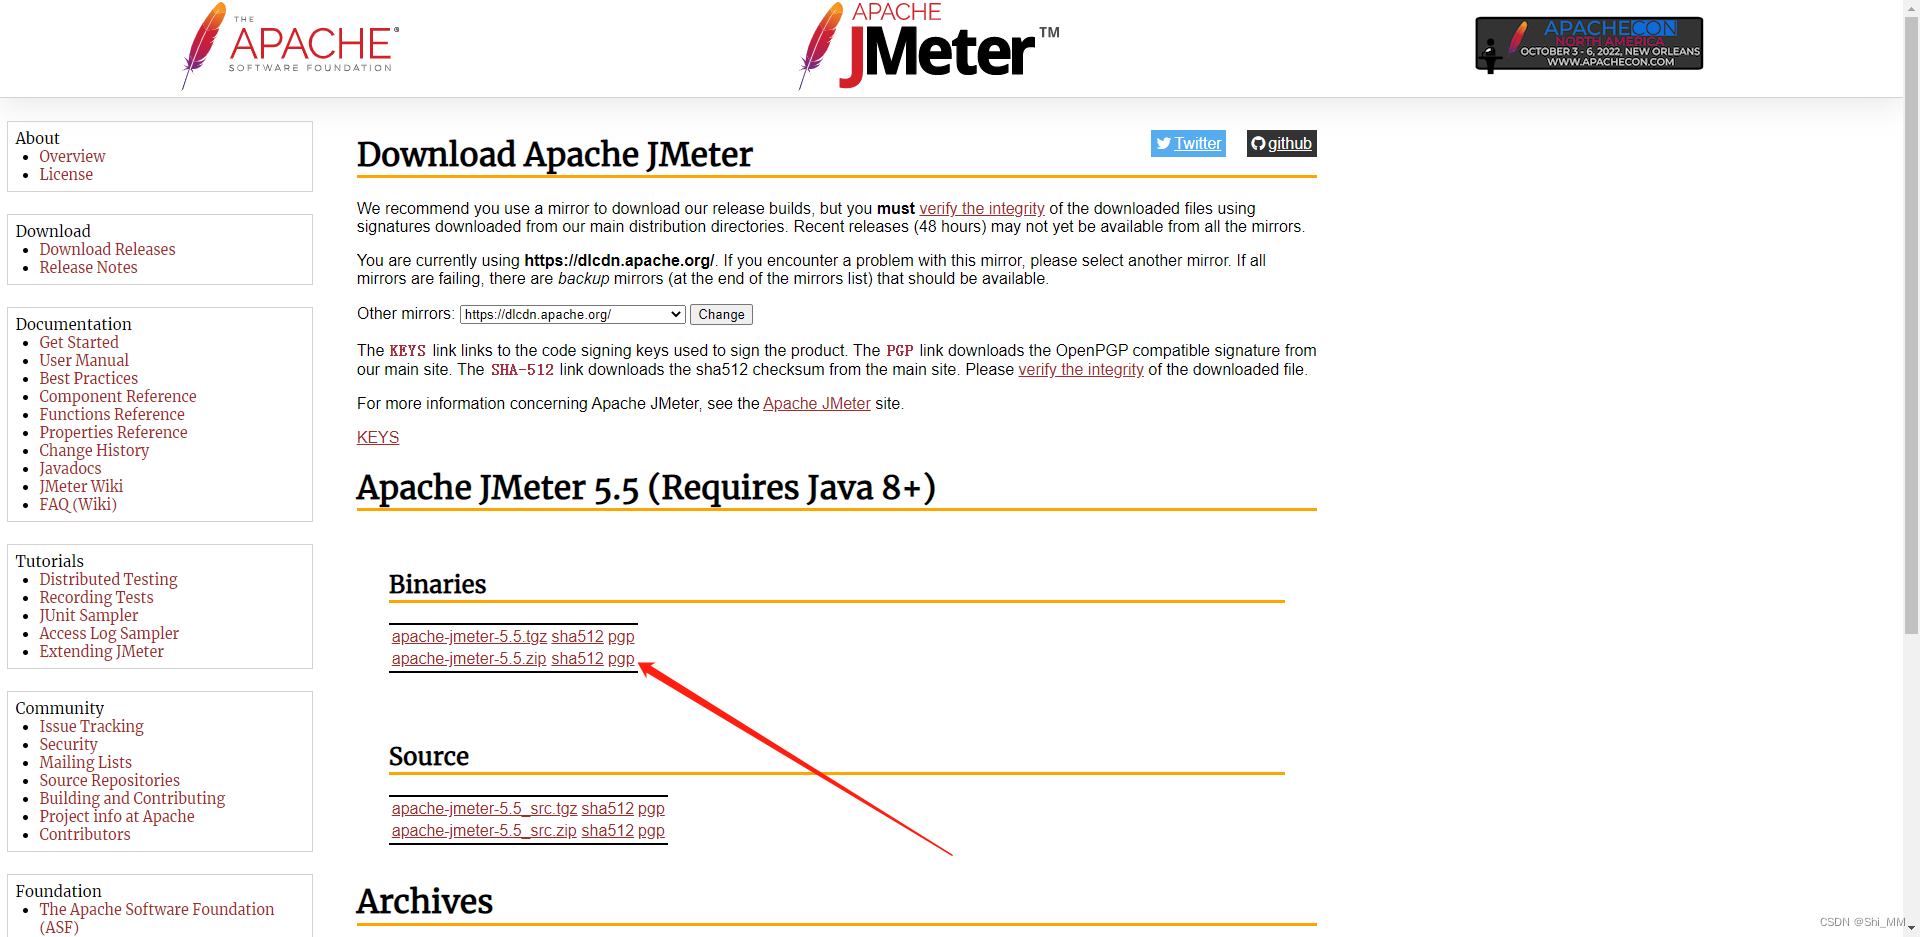 THE
APACHE®
SOFTWARE FOUNDATION
APACHE
JMeter™
APACHECON
NORTH AMERICA
OCTOBER 3 - 6, 2022, NEW ORLEANS
WWW.APACHECON.COM
About
Overview
License
Download
Download Releases
Release Notes
Documentation
Get Started
User Manual
Best Practices
Component Reference
Functions Reference
Properties Reference
Change History
Javadocs
JMeter Wiki
FAQ (Wiki)
Tutorials
Distributed Testing
Recording Tests
JUnit Sampler
Access Log Sampler
Extending JMeter
Community
Issue Tracking
Security
Mailing Lists
Source Repositories
Building and Contributing
Project info at Apache
Contributors
Foundation
The Apache Software Foundation
(ASF)
Twitter
github
Download Apache JMeter
We recommend you use a mirror to download our release builds, but you must verify the integrity of the downloaded files using
signatures downloaded from our main distribution directories. Recent releases (48 hours) may not yet be available from all the mirrors.
You are currently using https://dlcdn.apache.org/. If you encounter a problem with this mirror, please select another mirror. If all
mirrors are failing, there are backup mirrors (at the end of the mirrors list) that should be available.
Other mirrors: https://dlcdn.apache.org/ Change
The KEYS link links to the code signing keys used to sign the product. The PGP link downloads the OpenPGP compatible signature from
our main site. The SHA-512 link downloads the sha512 checksum from the main site. Please verify the integrity of the downloaded file.
For more information concerning Apache JMeter, see the Apache JMeter site.
KEYS
Apache JMeter 5.5 (Requires Java 8+)
Binaries
apache-jmeter-5.5.tgz sha512 pgp
apache-jmeter-5.5.zip sha512 pgp
Source
apache-jmeter-5.5_src.tgz sha512 pgp
apache-jmeter-5.5_src.zip sha512 pgp
Archives
CSDN @Shi_MM